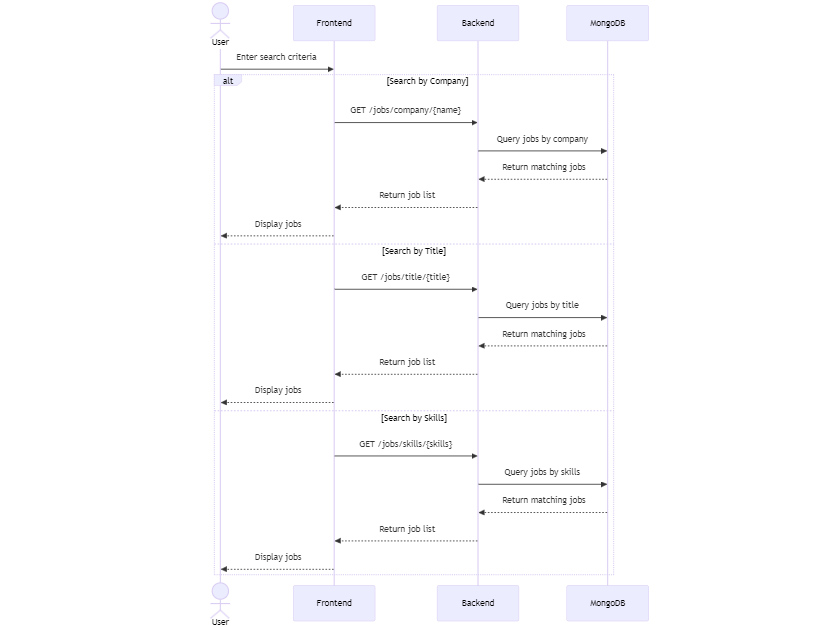 Frontend
Backend
MongoDB
User
Enter search criteria
alt
[Search by Company]
GET /jobs/company/{name}
Query jobs by company
Return matching jobs
Return job list
Display jobs
[Search by Title]
GET /jobs/title/{title}
Query jobs by title
Return matching jobs
Return job list
Display jobs
[Search by Skills]
GET /jobs/skills/{skills}
Query jobs by skills
Return matching jobs
Return job list
Display jobs
Frontend
Backend
MongoDB
User